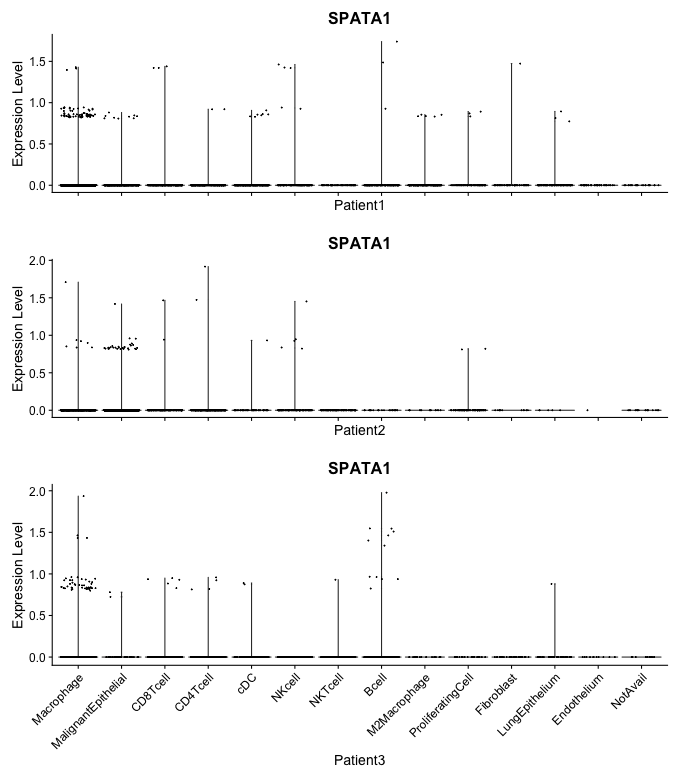 SPATA1
Expression Level
1.5
1.0
0.5
0.0
Patient1
SPATA1
Expression Level
2.0
1.5
1.0
0.5
0.0
Patient2
SPATA1
Expression Level
2.0
1.5
1.0
0.5
0.0
Macrophage
MalignantEpithelial
CD8Tcell
CD4Tcell
cDC
NKcell
NKTcell
Bcell
M2Macrophage
ProliferatingCell
Fibroblast
LungEpithelium
Endothelium
NotAvail
Patient3